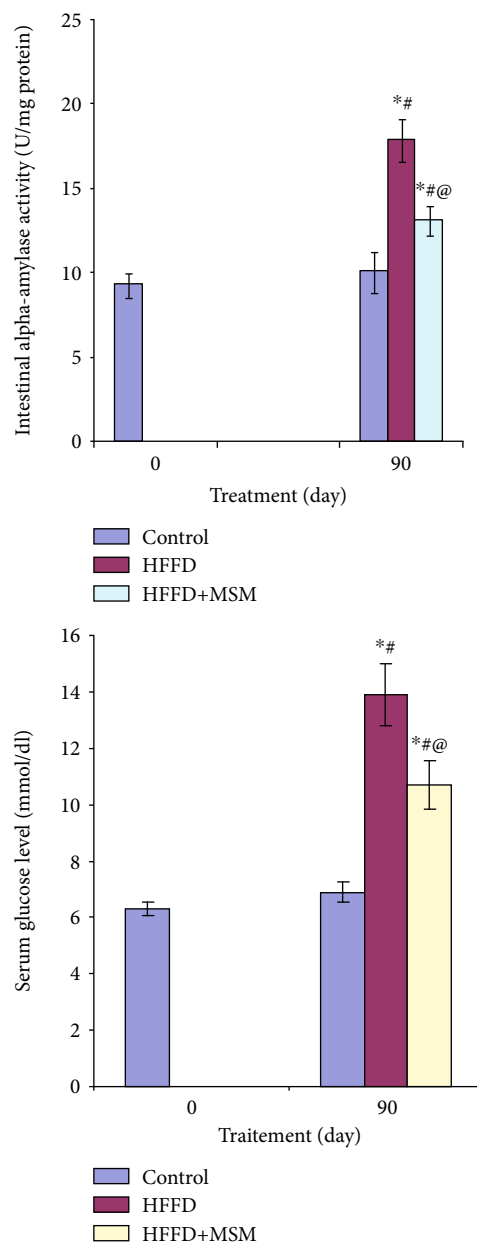 Intestinal alpha-amylase activity (U/mg protein)
25
20
15
10
5
0
*#
*#@
0
90
Treatment (day)
Control
HFFD
HFFD+MSM
Serum glucose level (mmol/dl)
16
14
12
10
8
6
4
2
0
*#
*#@
0
90
Traitement (day)
Control
HFFD
HFFD+MSM